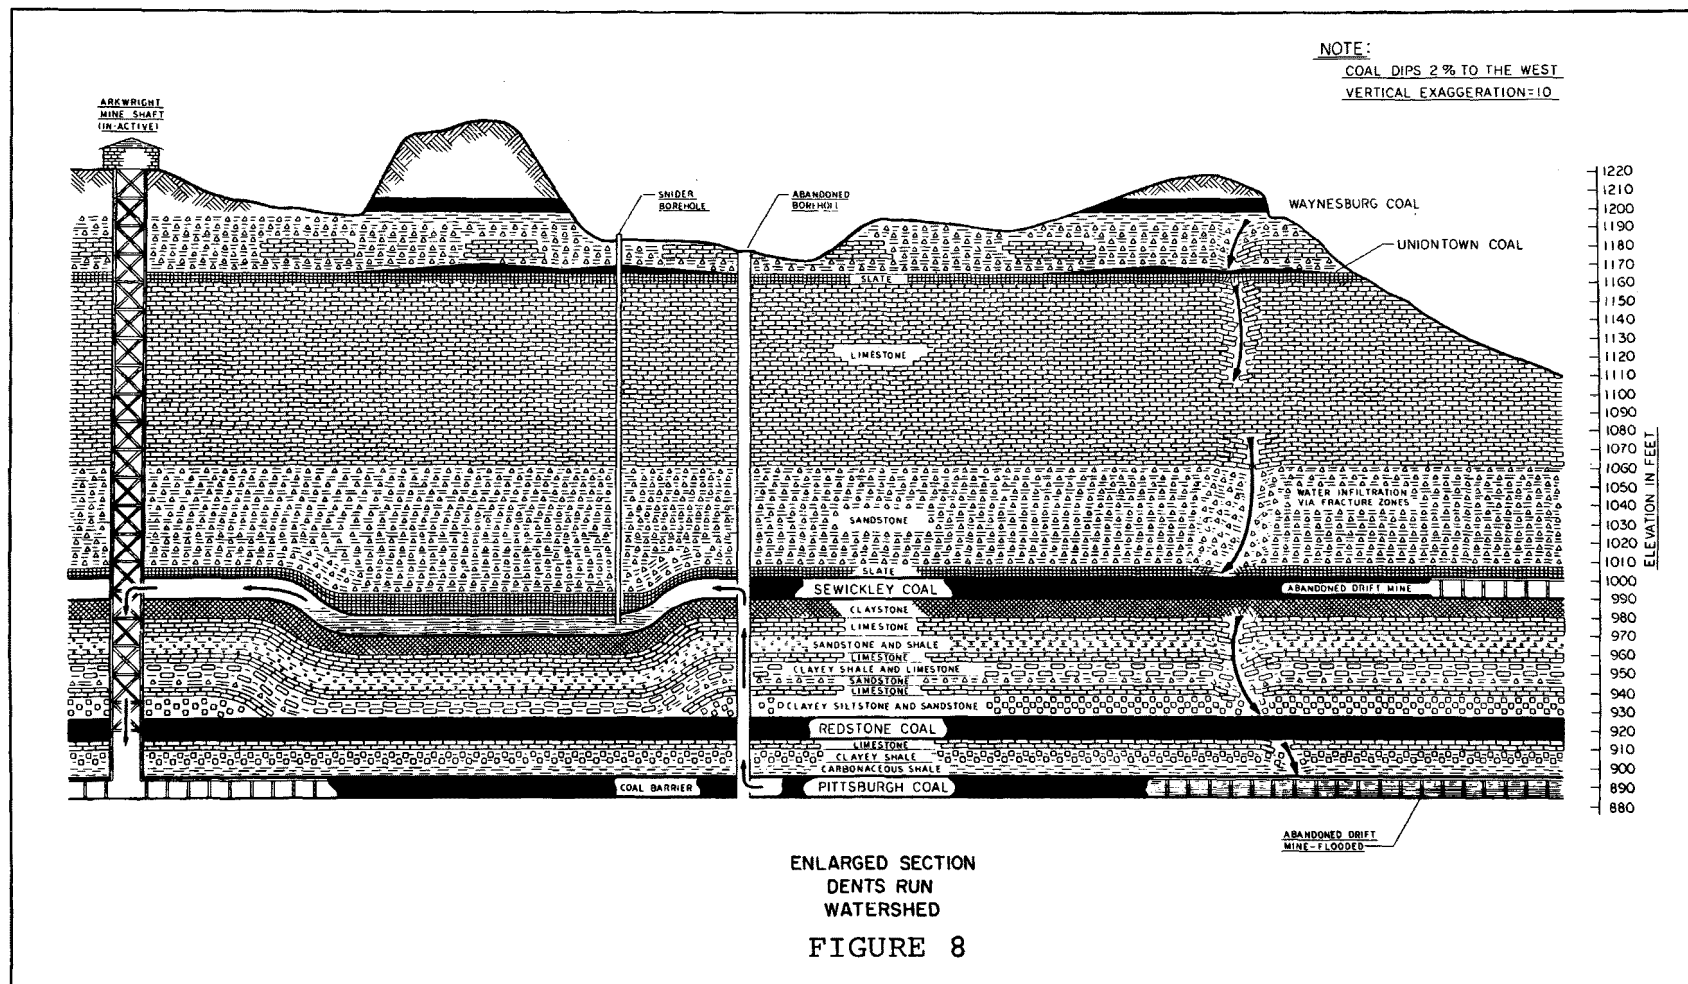 NOTE:
COAL DIPS 2% TO THE WEST
VERTICAL EXAGGERATION=10
ARKWRIGHT
MINE SHAFT
(IN-ACTIVE)
SNIDER
BOREHOLE
ABANDONED
BOREHOLE
WAYNESBURG COAL
UNIONTOWN COAL
SLATE
LIMESTONE
WATER INFILTRATION
VIA FRACTURE ZONES
SANDSTONE
SLATE
SEWICKLEY COAL
ABANDONED DRIFT MINE
CLAYSTONE
LIMESTONE
SANDSTONE AND SHALE
LIMESTONE
CLAYEY SHALE AND LIMESTONE
SANDSTONE
LIMESTONE
CLAYEY SILTSTONE AND SANDSTONE
REDSTONE COAL
LIMESTONE
CLAYEY SHALE
CARBONACEOUS SHALE
COAL BARRIER
PITTSBURGH COAL
ABANDONED DRIFT
MINE-FLOODED
1220
1210
1200
1190
1180
1170
1160
1150
1140
1130
1120
1110
1100
1090
1080
1070
1060
1050
1040
1030
1020
1010
1000
990
980
970
960
950
940
930
920
910
900
890
880
ELEVATION IN FEET
ENLARGED SECTION
DENTS RUN
WATERSHED
FIGURE 8